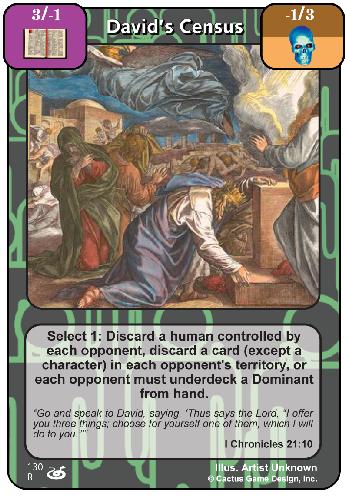 3/-1
David's Census
-1/3
Select 1: Discard a human controlled by
each opponent, discard a card (except a
character) in each opponent's territory, or
each opponent must underdeck a Dominant
from hand.
"Go and speak to David, saying, 'Thus says the Lord, "I offer
you three things; choose for yourself one of them, which I will
do to you."'"
I Chronicles 21:10
130
R
Illus. Artist Unknown
© Cactus Game Design, Inc.